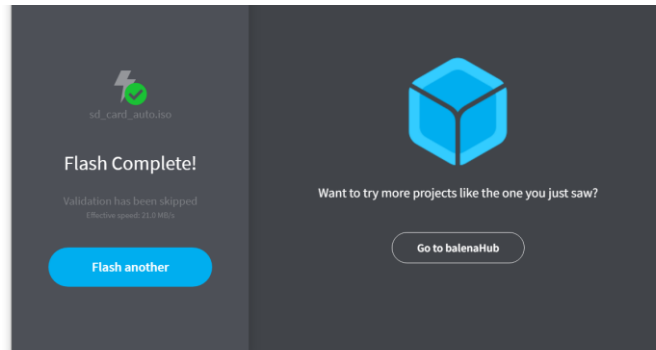 sd_card_auto.iso
Flash Complete!
Validation has been skipped
Effective speed: 21.0 MB/s
Flash another
Want to try more projects like the one you just saw?
Go to balenaHub